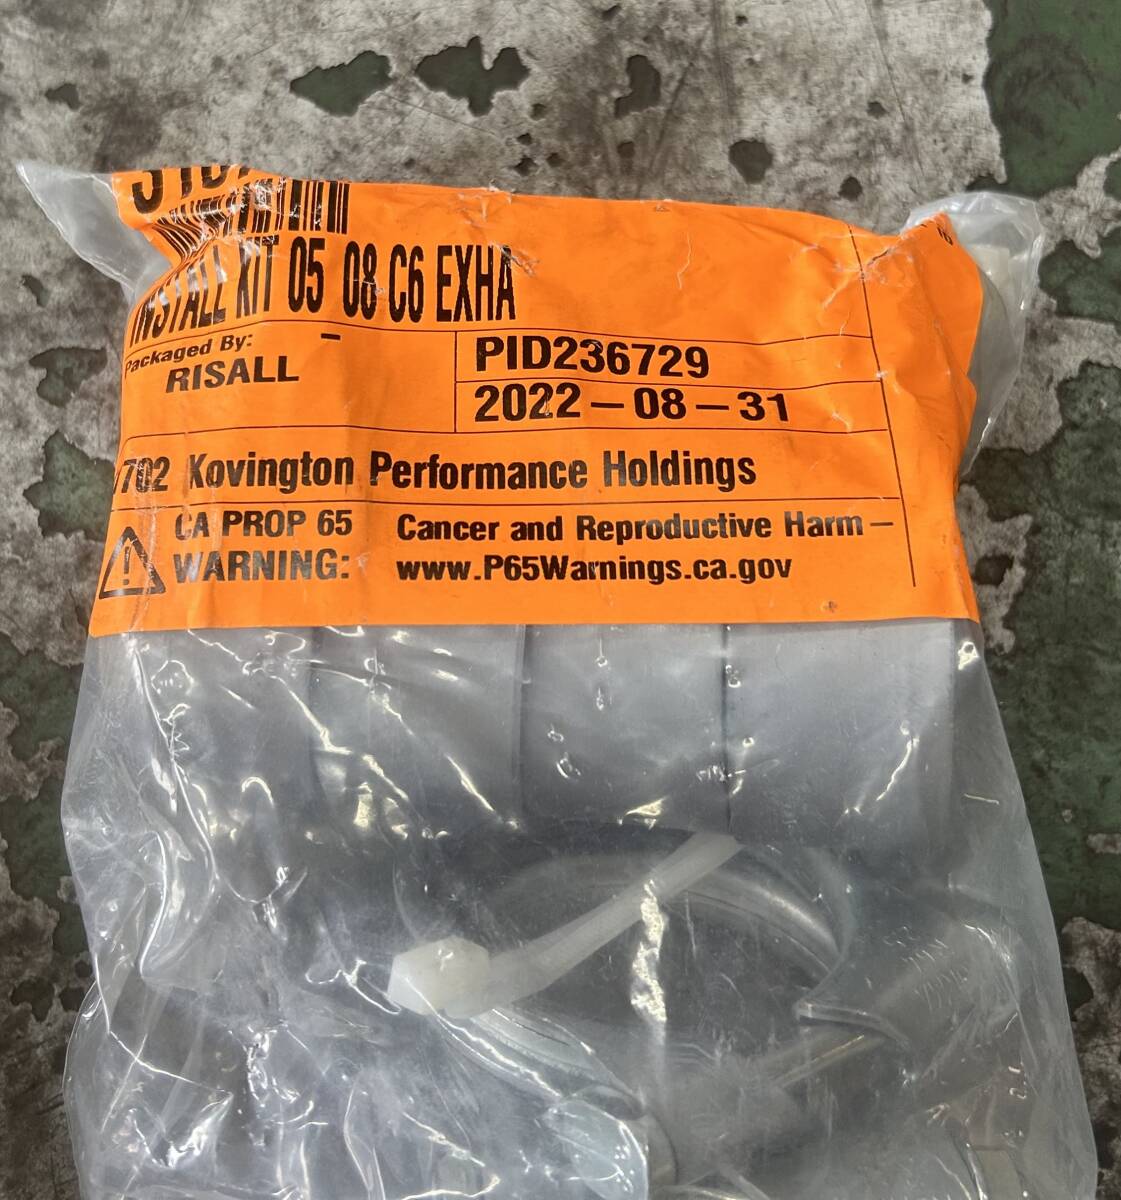 INSTALL KIT 05 08 C6 EXHA
Packaged By: -
RISALL
PID236729
2022-08-31
702 Kovington Performance Holdings
CA PROP 65 WARNING:
Cancer and Reproductive Harm - www.P65Warnings.ca.gov